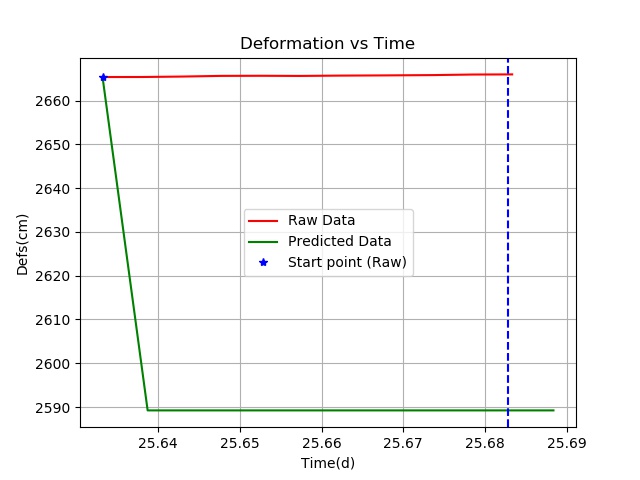 Deformation vs Time
Defs(cm)
2660
2650
2640
2630
2620
2610
2600
2590
Raw Data
Predicted Data
Start point (Raw)
25.64 25.65 25.66 25.67 25.68 25.69
Time(d)